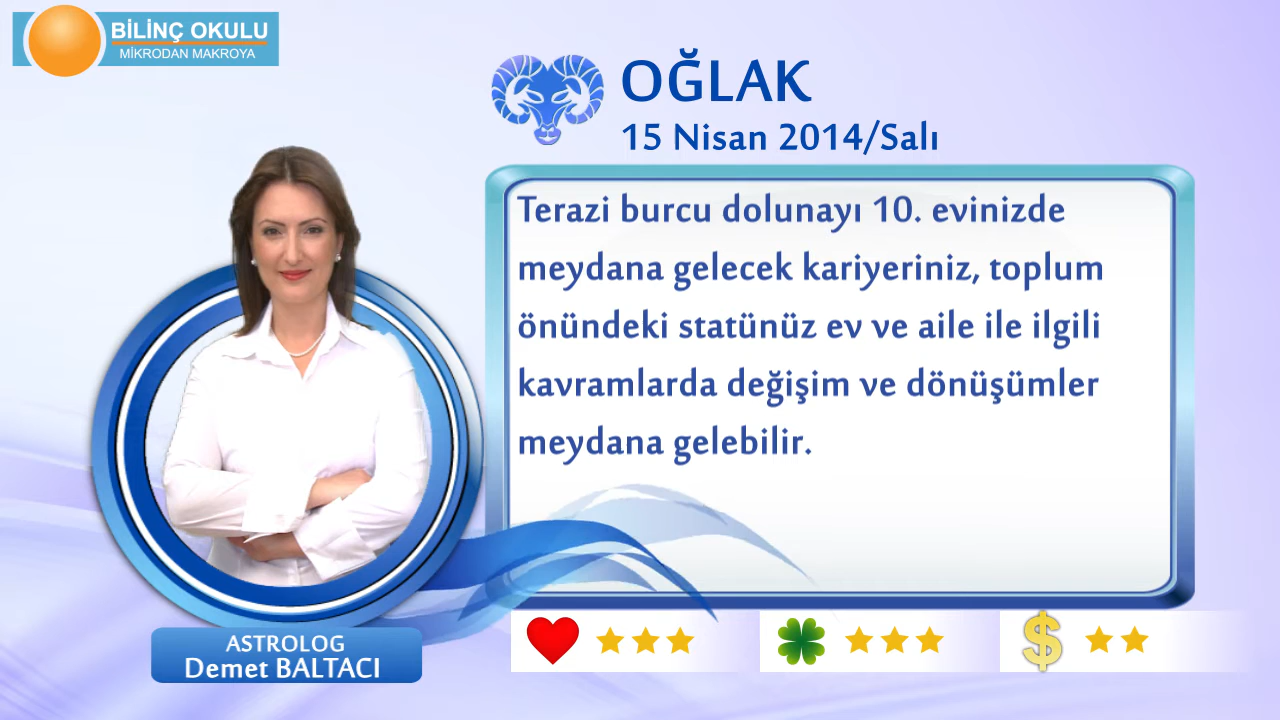 BİLİNÇ OKULU
MİKRODAN MAKROYA
OĞLAK
15 Nisan 2014/Salı
Terazi burcu dolunayı 10. evinizde
meydana gelecek kariyeriniz, toplum
önündeki statünüz ev ve aile ile ilgili
kavramlarda değişim ve dönüşümler
meydana gelebilir.
ASTROLOG
Demet BALTACI